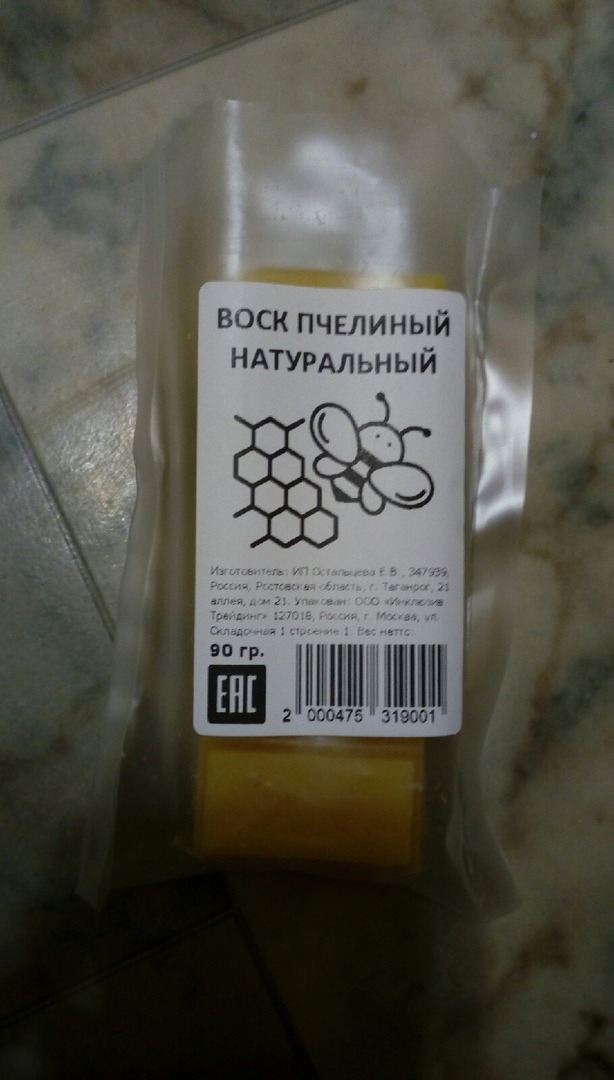 ВОСК ПЧЕЛИНЫЙ
НАТУРАЛЬНЫЙ
Изготовитель: ИП Остальцева Е.В., 347939,
Россия, Ростовская область, г. Таганрог, 21
аллея, дом 21. Упакован: ООО «Инклюзив
Трейдинг» 127018, Россия, г. Москва, ул.
Складочная 1 строение 1. Вес нетто:
90 гр.
EAC
2 000475 319001